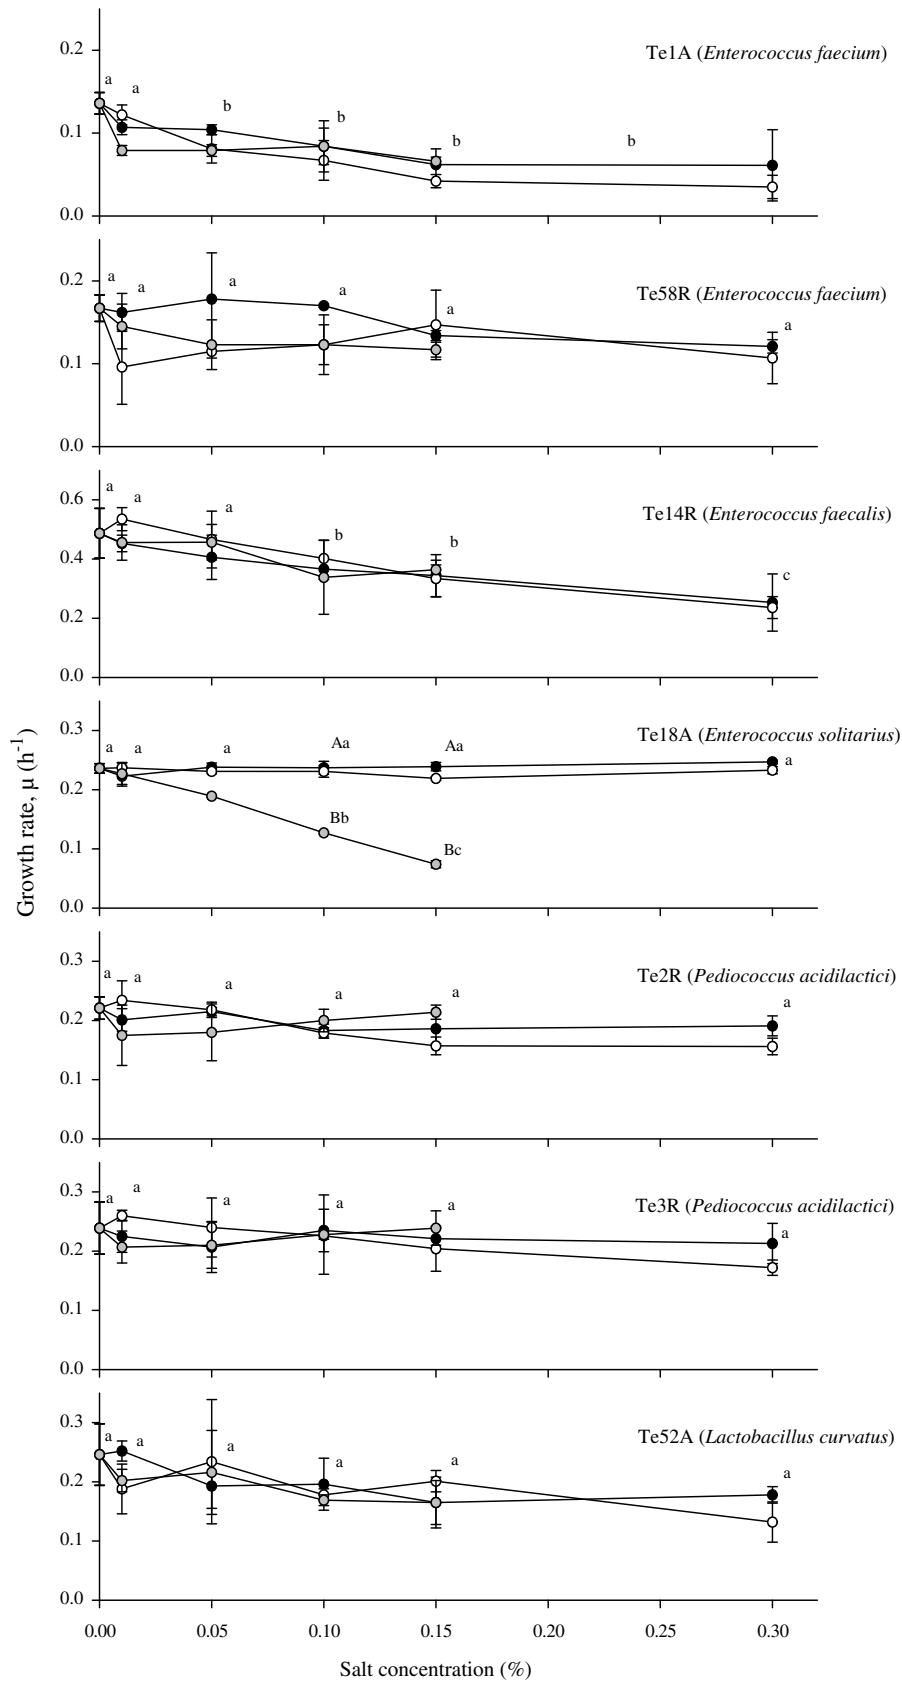 0.2
0.1
0.0
Te1A (Enterococcus faecium)
a
a
b
b
b
b
0.2
0.1
0.0
Te58R (Enterococcus faecium)
a
a
a
a
a
a
0.6
0.4
0.2
0.0
Te14R (Enterococcus faecalis)
a
a
a
b
b
c
Growth rate, μ (h⁻¹)
0.3
0.2
0.1
0.0
Te18A (Enterococcus solitarius)
a
a
a
Aa
Aa
a
Bb
Bc
0.3
0.2
0.1
0.0
Te2R (Pediococcus acidilactici)
a
a
a
a
a
a
0.3
0.2
0.1
0.0
Te3R (Pediococcus acidilactici)
a
a
a
a
a
a
0.3
0.2
0.1
0.0
Te52A (Lactobacillus curvatus)
a
a
a
a
a
a
0.00 0.05 0.10 0.15 0.20 0.25 0.30
Salt concentration (%)